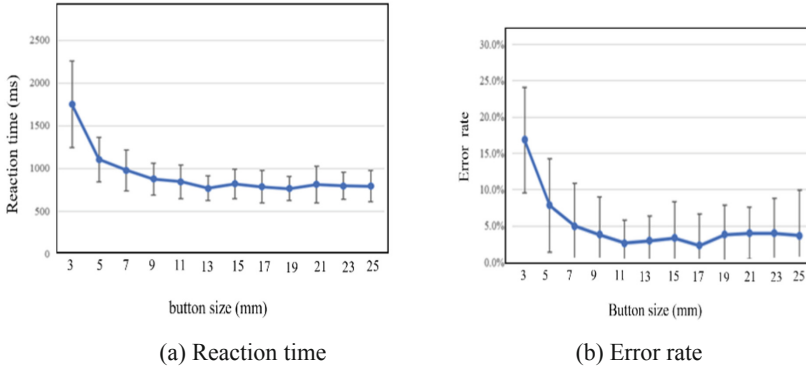 2500
2000
1500
1000
500
0
Reaction time (ms)
3 5 7 9 11 13 15 17 19 21 23 25
button size (mm)
(a) Reaction time
30.0%
25.0%
20.0%
15.0%
10.0%
5.0%
0.0%
Error rate
3 5 7 9 11 13 15 17 19 21 23 25
Button size (mm)
(b) Error rate